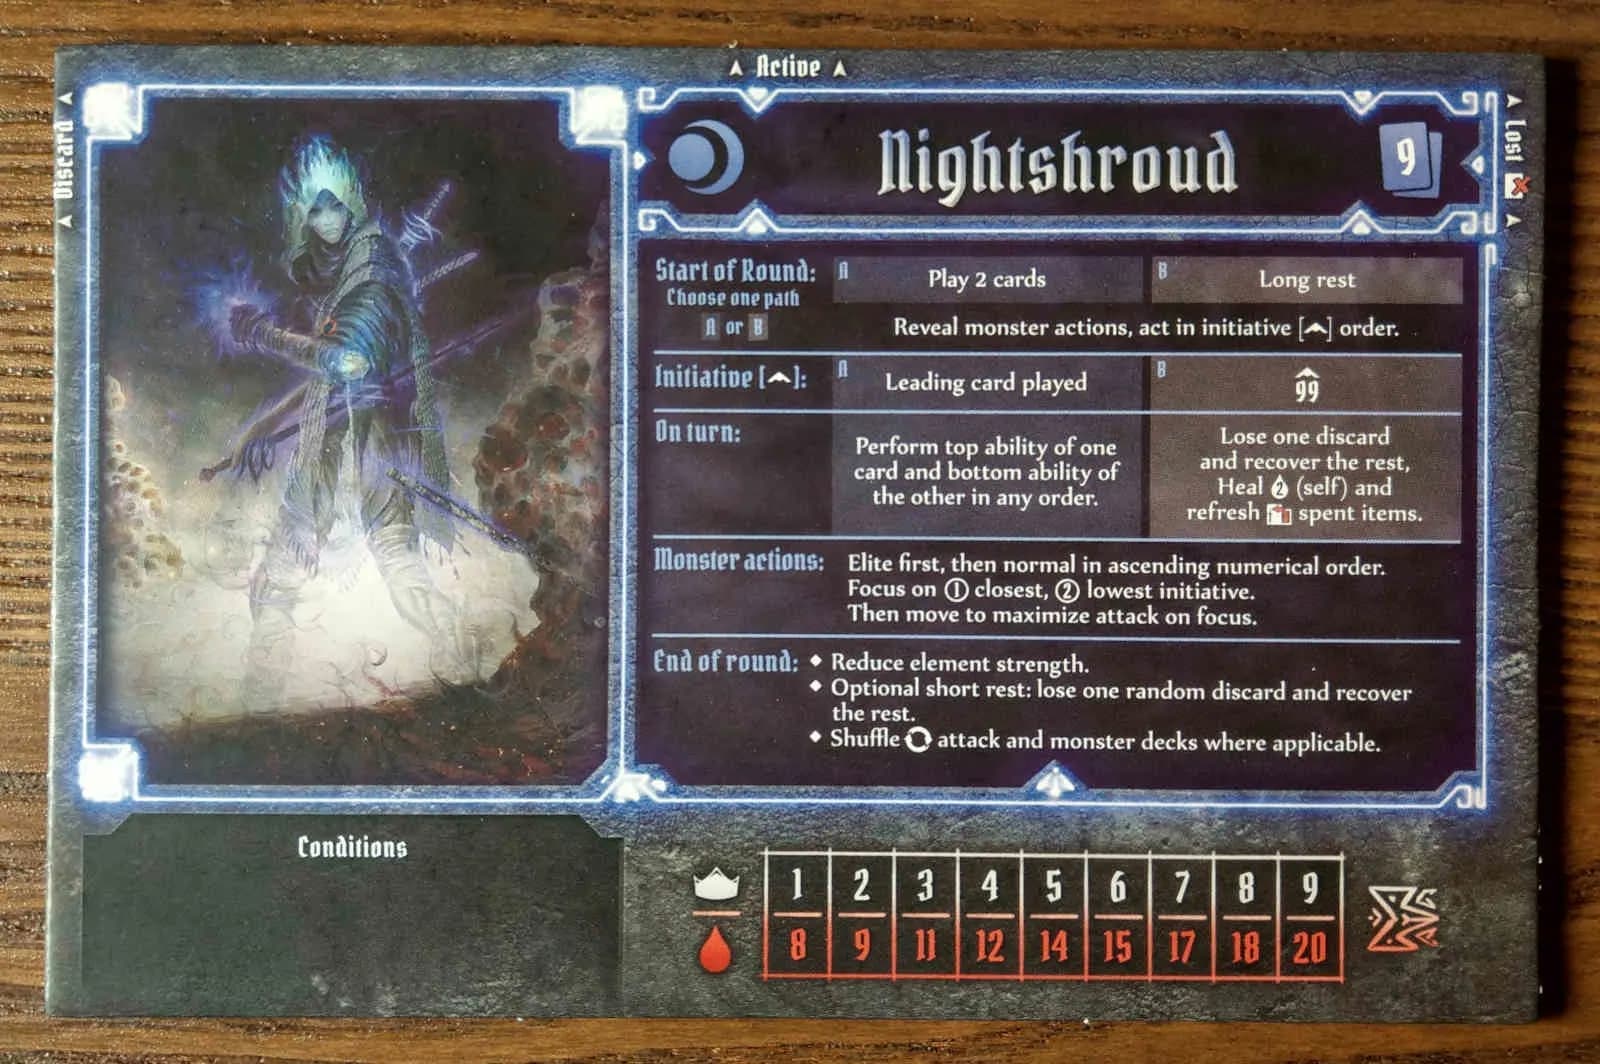 Active
Discard
Lost
Nightshroud
9
Start of Round:
Choose one path
A or B
A Play 2 cards
B Long rest
Reveal monster actions, act in initiative [ ] order.
Initiative [ ]:
A Leading card played
B 99
On turn:
Perform top ability of one
card and bottom ability of
the other in any order.
Lose one discard
and recover the rest,
Heal 2 (self) and
refresh spent items.
Monster actions:
Elite first, then normal in ascending numerical order.
Focus on 1 closest, 2 lowest initiative.
Then move to maximize attack on focus.
End of round:
Reduce element strength.
Optional short rest: lose one random discard and recover
the rest.
Shuffle attack and monster decks where applicable.
Conditions
1 2 3 4 5 6 7 8 9
8 9 11 12 14 15 17 18 20